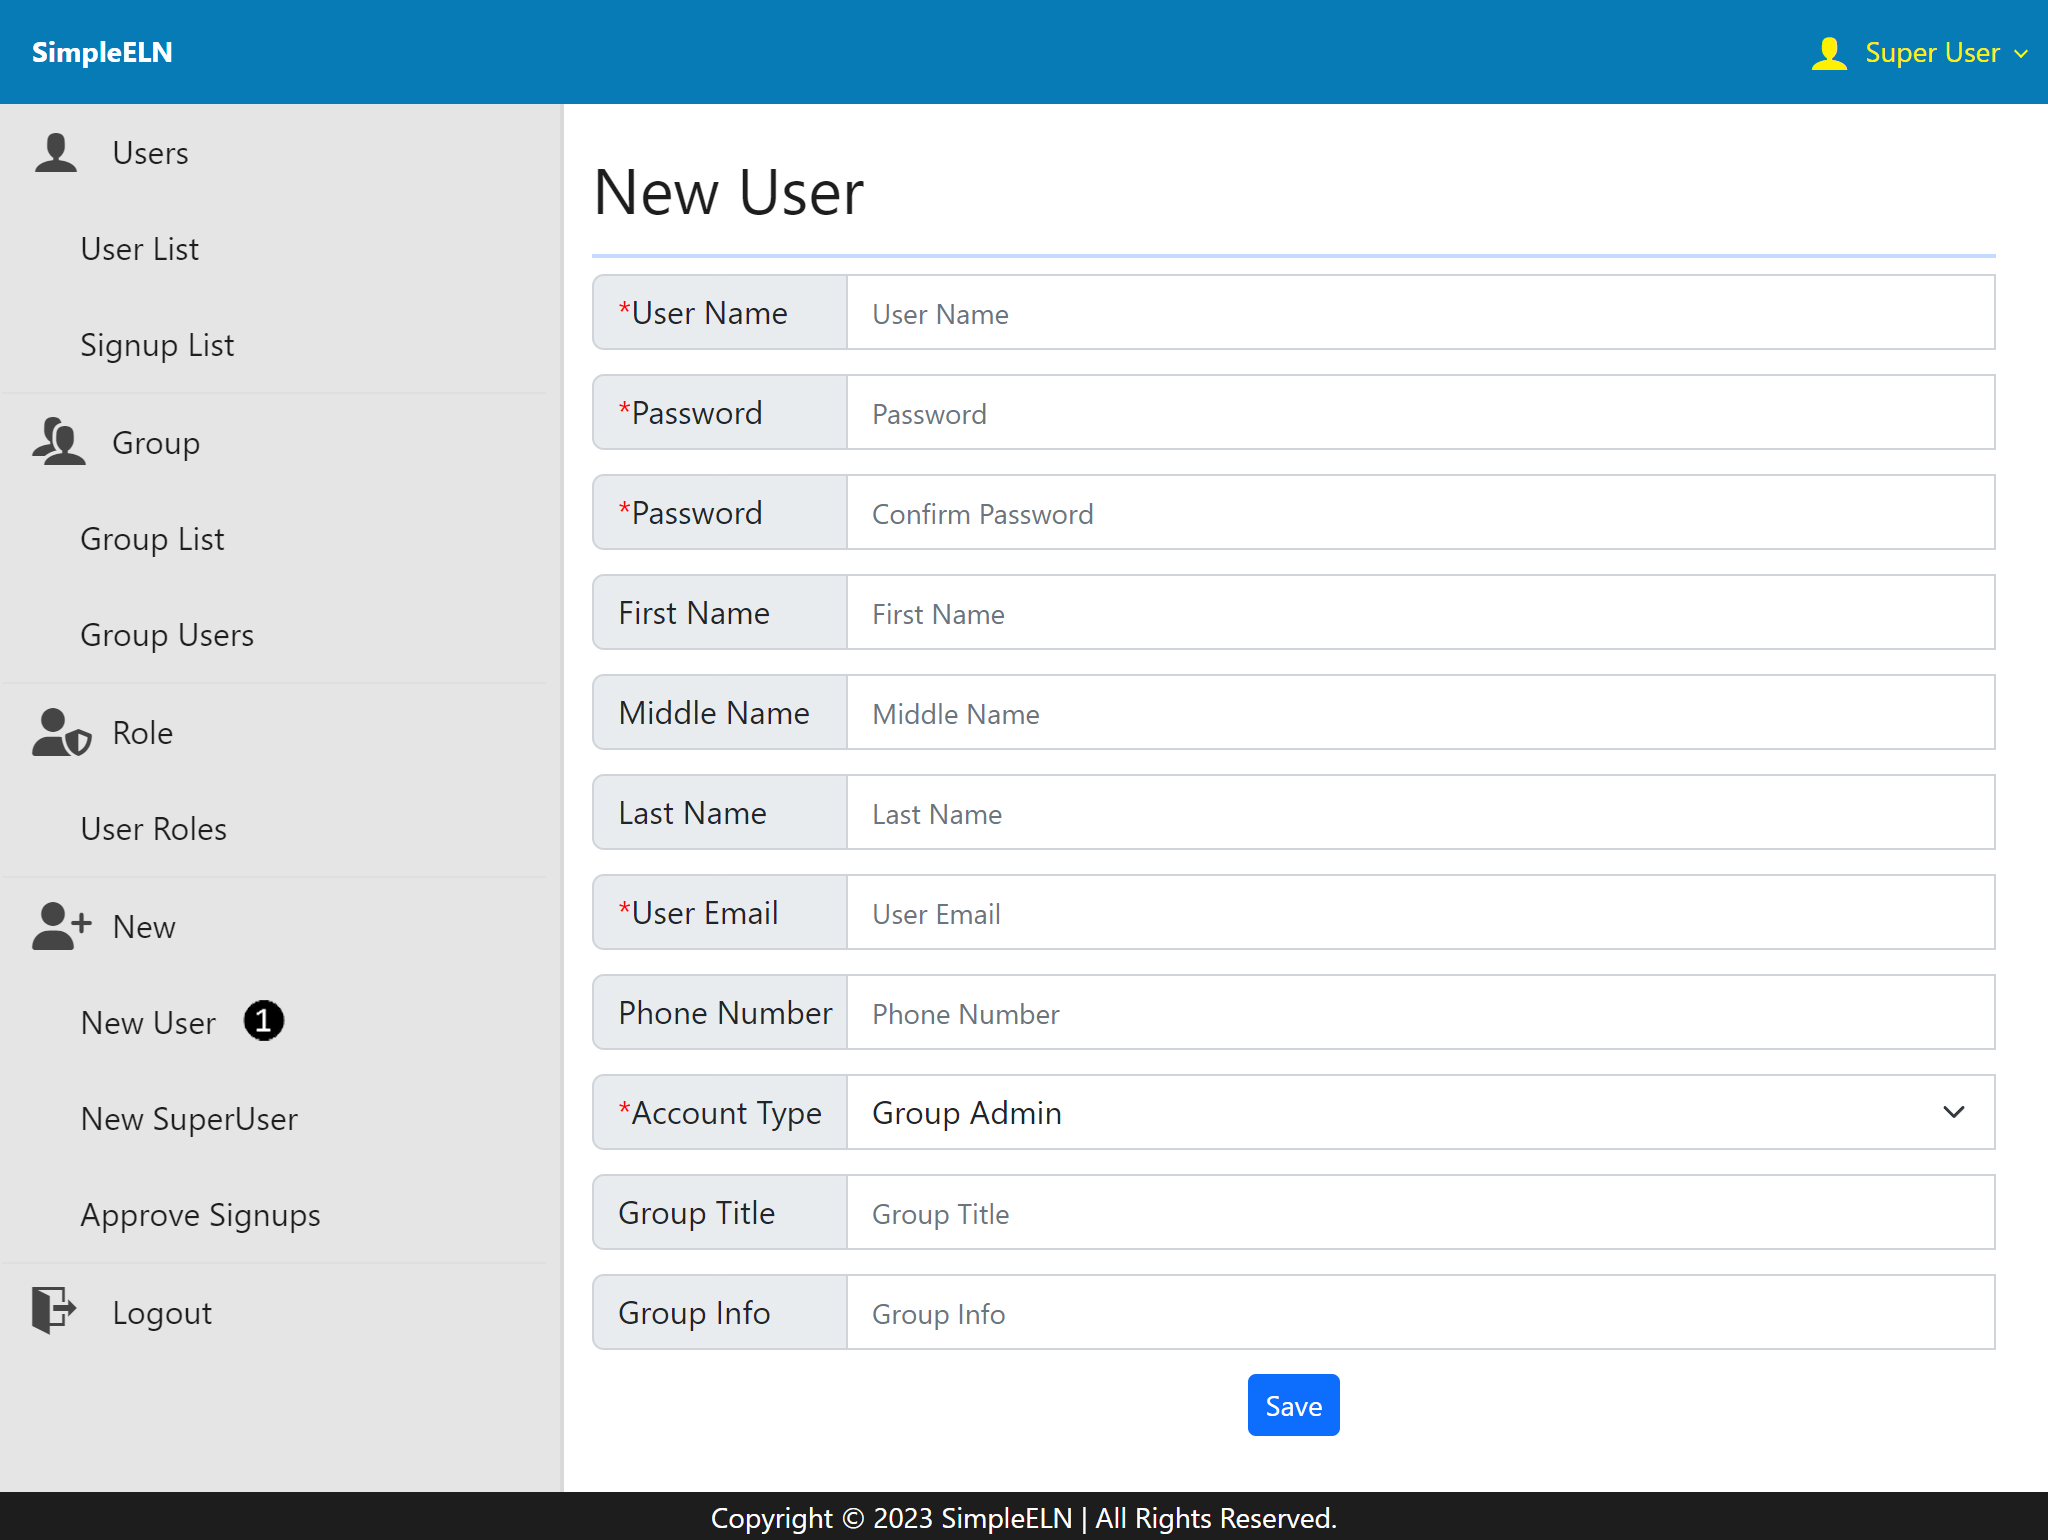 SimpleELN
Super User
Users
User List
Signup List
Group
Group List
Group Users
Role
User Roles
New
New User 1
New SuperUser
Approve Signups
Logout
New User
*User Name User Name
*Password Password
*Password Confirm Password
First Name First Name
Middle Name Middle Name
Last Name Last Name
*User Email User Email
Phone Number Phone Number
*Account Type Group Admin
Group Title Group Title
Group Info Group Info
Save
Copyright © 2023 SimpleELN | All Rights Reserved.